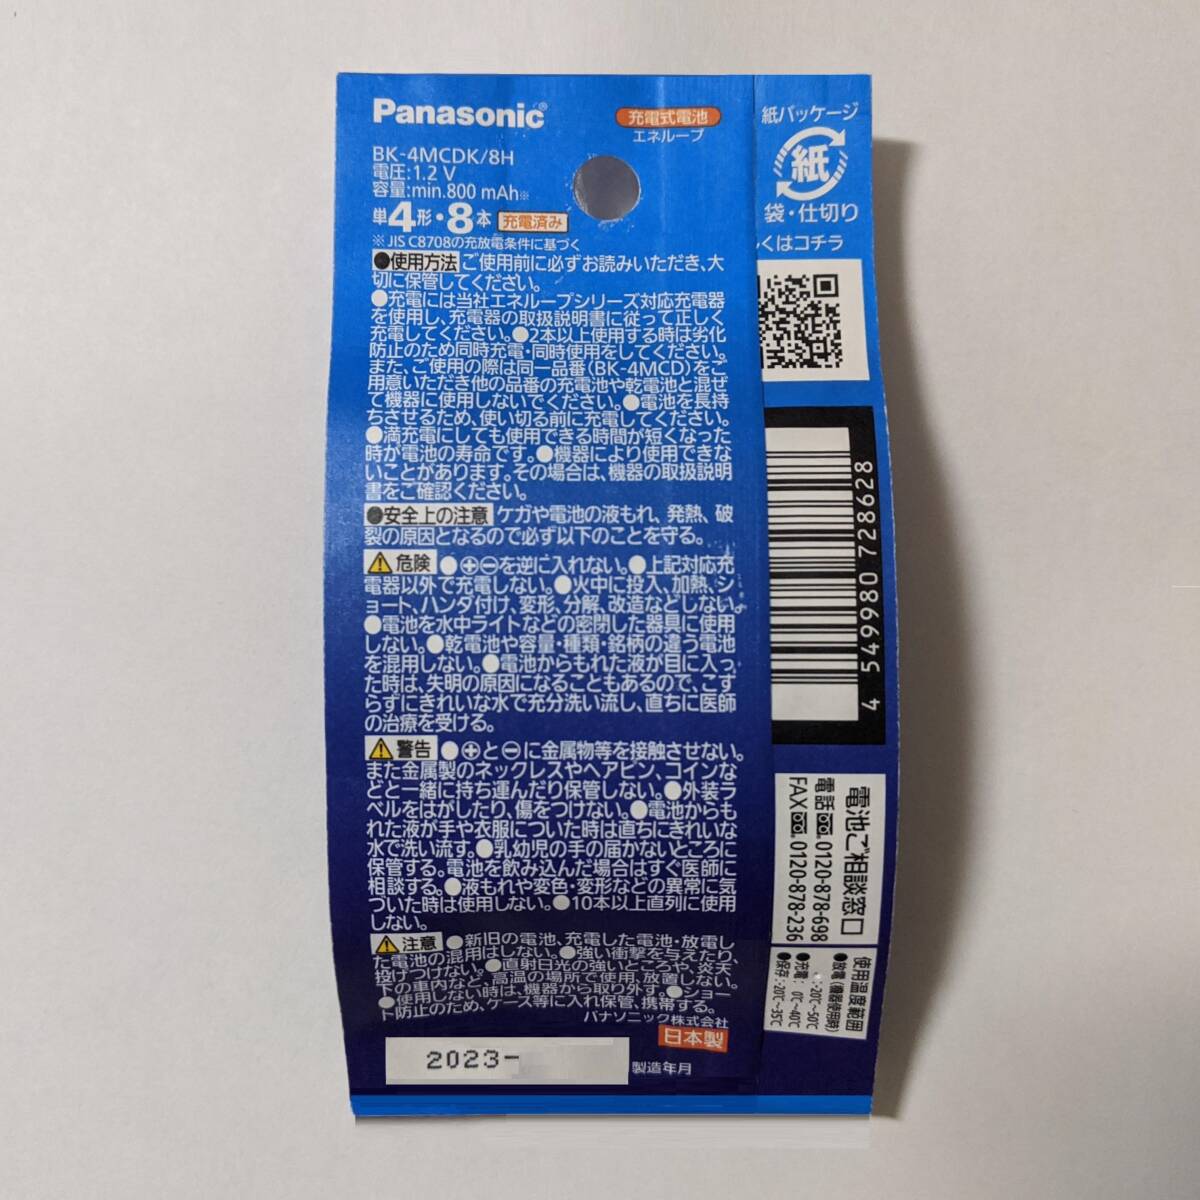 Panasonic®
充電式電池
エネループ
BK-4MCDK/8H
電圧:1.2 V
容量:min.800 mAh※
単4形・8本 充電済み
※JIS C8708の充放電条件に基づく
●使用方法 ご使用前に必ずお読みいただき、大
切に保管してください。
●充電には当社エネループシリーズ対応充電器
を使用し、充電器の取扱説明書に従って正しく
充電してください。●2本以上使用する時は劣化
防止のため同時充電・同時使用をしてください。
また、ご使用の際は同一品番(BK-4MCD)をご
用意いただき他の品番の充電池や乾電池と混ぜ
て機器に使用しないでください。●電池を長持
ちさせるため、使い切る前に充電してください。
●満充電にしても使用できる時間が短くなった
時が電池の寿命です。●機器により使用できな
いことがあります。その場合は、機器の取扱説明
書をご確認ください。
●安全上の注意 ケガや電池の液もれ、発熱、破
裂の原因となるので必ず以下のことを守る。
⚠危険 ●⊕⊖を逆に入れない。●上記対応充
電器以外で充電しない。●火中に投入、加熱、シ
ョート、ハンダ付け、変形、分解、改造などしない。
●電池を水中ライトなどの密閉した器具に使用
しない。●乾電池や容量・種類・銘柄の違う電池
を混用しない。●電池からもれた液が目に入っ
た時は、失明の原因になることもあるので、こす
らずにきれいな水で充分洗い流し、直ちに医師
の治療を受ける。
⚠警告 ●⊕と⊖に金属物等を接触させない。
また金属製のネックレスやヘアピン、コインな
どと一緒に持ち運んだり保管しない。●外装ラ
ベルをはがしたり、傷をつけない。●電池からも
れた液が手や衣服についた時は直ちにきれいな
水で洗い流す。●乳幼児の手の届かないところに
保管する。電池を飲み込んだ場合はすぐ医師に
相談する。●液もれや変色・変形などの異常に気
づいた時は使用しない。●10本以上直列に使用
しない。
⚠注意 ●新旧の電池、充電した電池・放電し
た電池の混用はしない。●強い衝撃を与えたり、
投げつけない。●直射日光の強いところや、炎天
下の車内など、高温の場所で使用、放置しない。
●使用しない時は、機器から取り外す。●ショー
ト防止のため、ケース等に入れ保管、携帯する。
パナソニック株式会社
日本製
2023-
製造年月
紙パッケージ
紙
袋・仕切り
くはコチラ
4 549980 728628
電池ご相談窓口
電話 0120-878-698
FAX 0120-878-236
使用温度範囲
●放電(機器使用時)
:-20℃~50℃
●充電: 0℃~40℃
●保存:-20℃~35℃